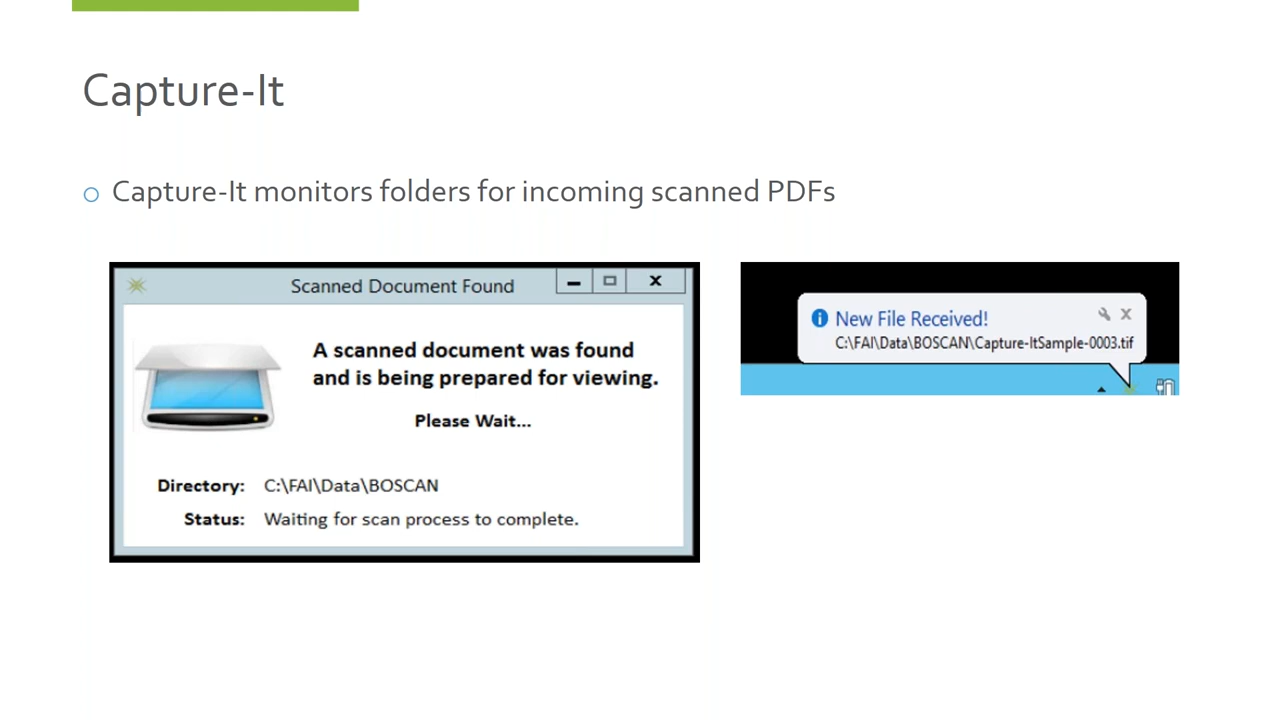 Capture-It
Capture-It monitors folders for incoming scanned PDFs
Scanned Document Found
A scanned document was found
and is being prepared for viewing.
Please Wait...
Directory: C:\FAI\Data\BOSCAN
Status: Waiting for scan process to complete.
New File Received!
C:\FAI\Data\BOSCAN\Capture-ItSample-0003.tif